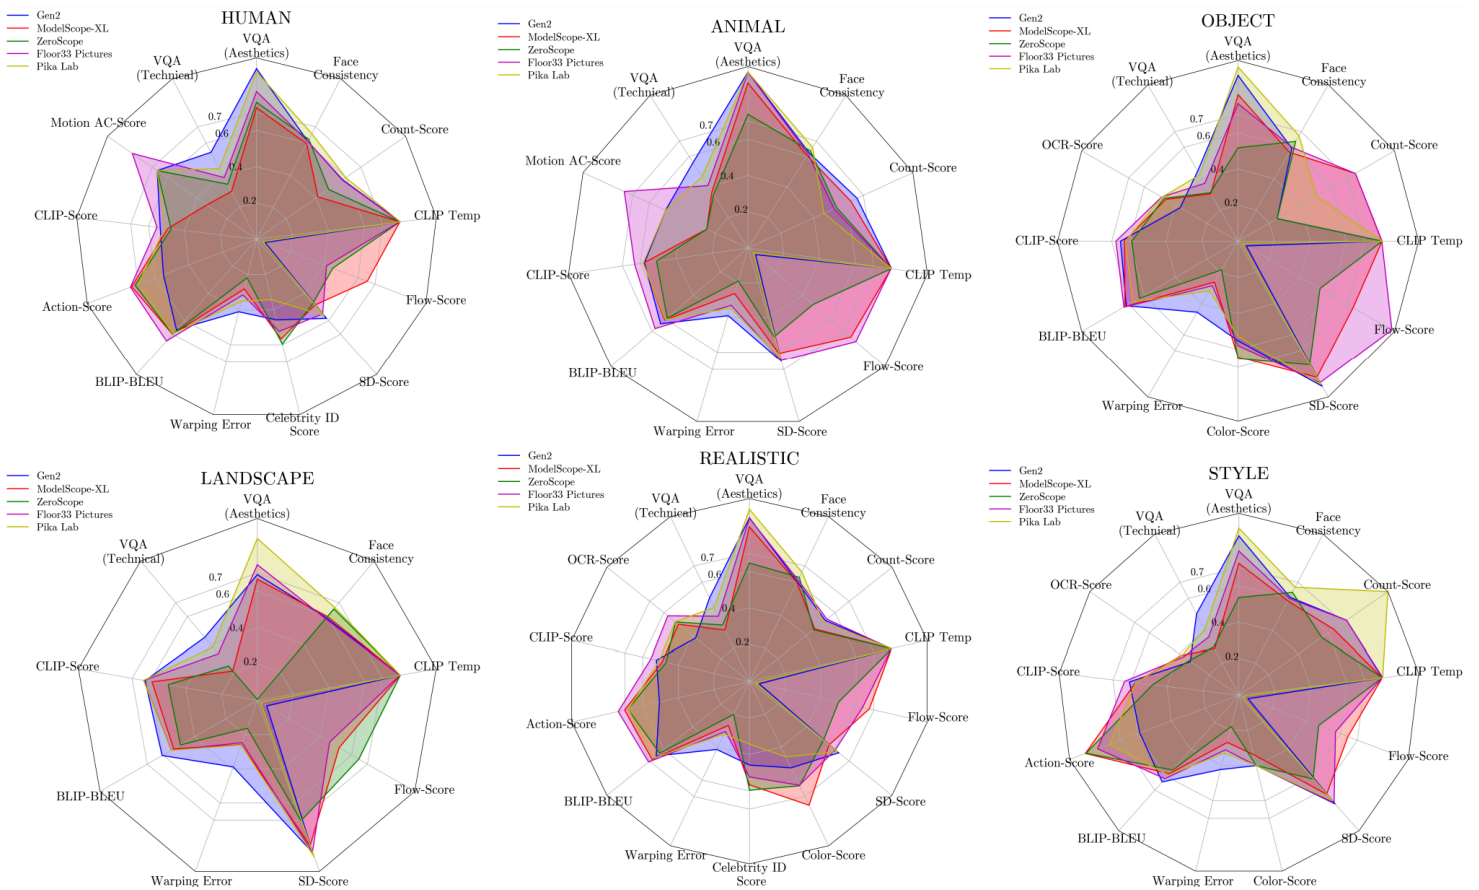 HUMAN
Gen2
ModelScope-XL
ZeroScope
Floor33 Pictures
Pika Lab
VQA
(Aesthetics)
Face
Consistency
Count-Score
CLIP Temp
Flow-Score
SD-Score
Celebtrity ID
Score
Warping Error
BLIP-BLEU
Action-Score
CLIP-Score
Motion AC-Score
VQA
(Technical)
0.2
0.4
0.6
0.7
ANIMAL
Gen2
ModelScope-XL
ZeroScope
Floor33 Pictures
Pika Lab
VQA
(Aesthetics)
Face
Consistency
Count-Score
CLIP Temp
Flow-Score
SD-Score
Warping Error
BLIP-BLEU
CLIP-Score
Motion AC-Score
VQA
(Technical)
0.2
0.4
0.6
0.7
OBJECT
Gen2
ModelScope-XL
ZeroScope
Floor33 Pictures
Pika Lab
VQA
(Aesthetics)
Face
Consistency
Count-Score
CLIP Temp
Flow-Score
SD-Score
Color-Score
Warping Error
BLIP-BLEU
CLIP-Score
OCR-Score
VQA
(Technical)
0.2
0.4
0.6
0.7
LANDSCAPE
Gen2
ModelScope-XL
ZeroScope
Floor33 Pictures
Pika Lab
VQA
(Aesthetics)
Face
Consistency
CLIP Temp
Flow-Score
SD-Score
Warping Error
BLIP-BLEU
CLIP-Score
VQA
(Technical)
0.2
0.4
0.6
0.7
REALISTIC
Gen2
ModelScope-XL
ZeroScope
Floor33 Pictures
Pika Lab
VQA
(Aesthetics)
Face
Consistency
Count-Score
CLIP Temp
Flow-Score
SD-Score
Color-Score
Celebtrity ID
Score
Warping Error
BLIP-BLEU
Action-Score
CLIP-Score
OCR-Score
VQA
(Technical)
0.2
0.4
0.6
0.7
STYLE
Gen2
ModelScope-XL
ZeroScope
Floor33 Pictures
Pika Lab
VQA
(Aesthetics)
Face
Consistency
Count-Score
CLIP Temp
Flow-Score
SD-Score
Color-Score
Warping Error
BLIP-BLEU
Action-Score
CLIP-Score
OCR-Score
VQA
(Technical)
0.2
0.4
0.6
0.7